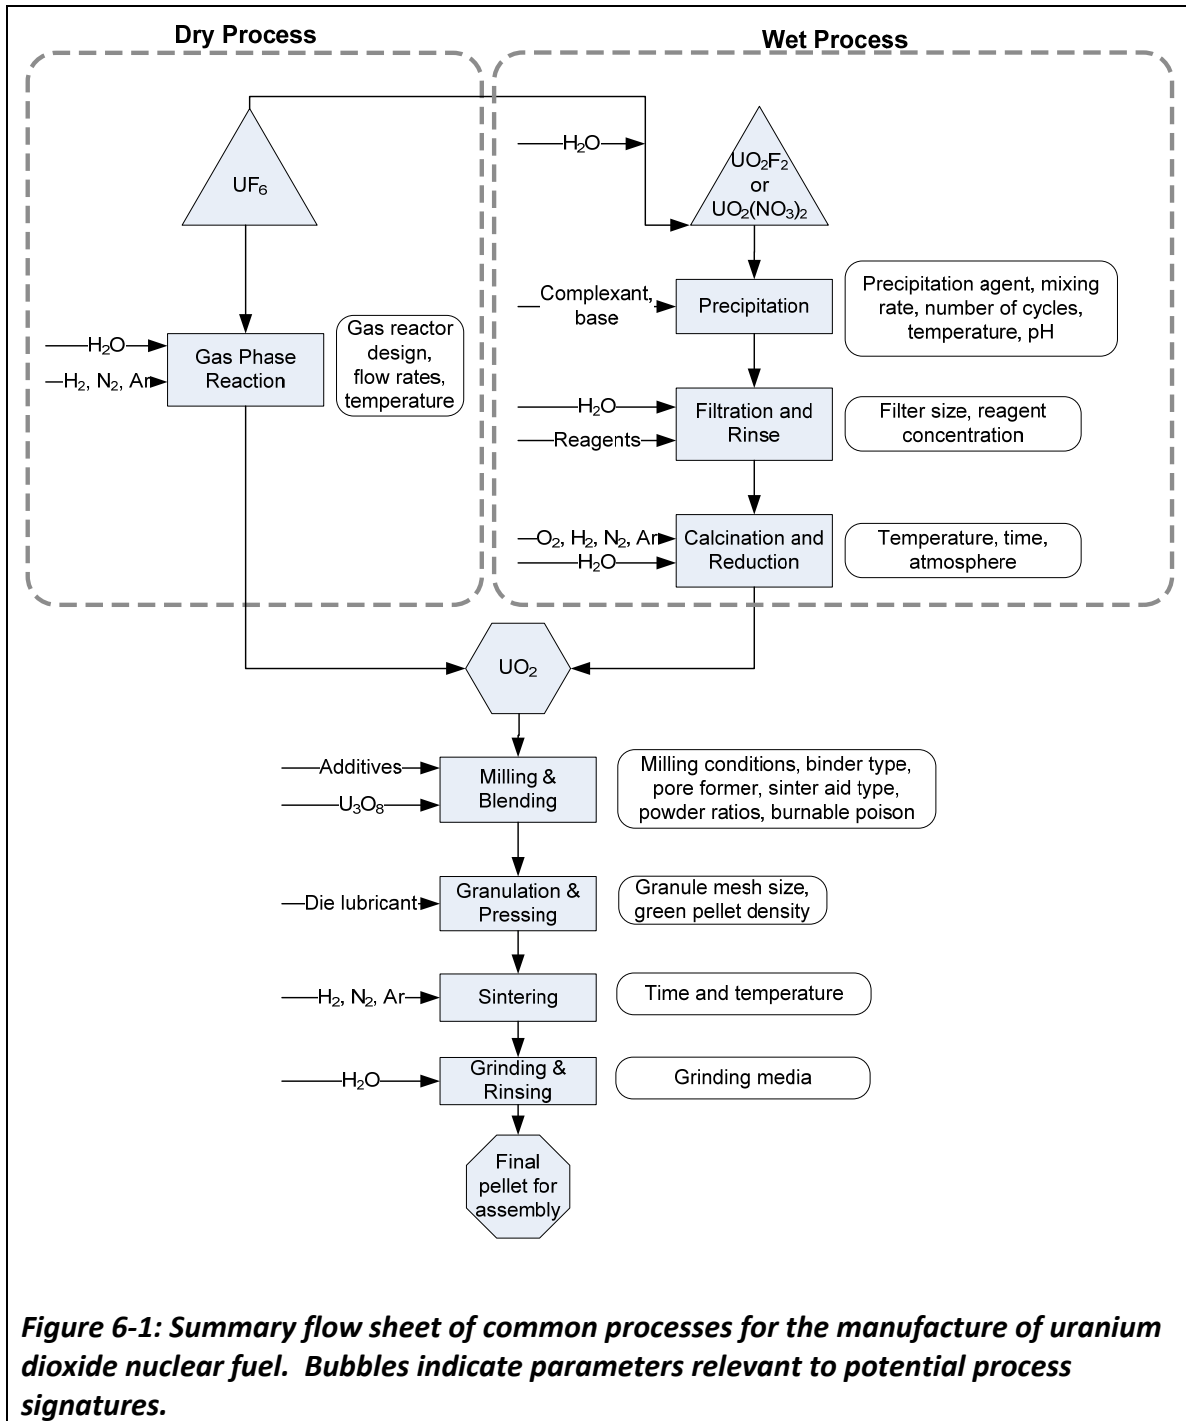 Dry Process
Wet Process
UF₆
H₂O
UO₂F₂
or
UO₂(NO₃)₂
Complexant,
base
Precipitation
Precipitation agent, mixing
rate, number of cycles,
temperature, pH
H₂O
H₂, N₂, Ar
Gas Phase
Reaction
Gas reactor
design,
flow rates,
temperature
H₂O
Reagents
Filtration and
Rinse
Filter size, reagent
concentration
O₂, H₂, N₂, Ar
H₂O
Calcination and
Reduction
Temperature, time,
atmosphere
UO₂
Additives
U₃O₈
Milling &
Blending
Milling conditions, binder type,
pore former, sinter aid type,
powder ratios, burnable poison
Die lubricant
Granulation &
Pressing
Granule mesh size,
green pellet density
H₂, N₂, Ar
Sintering
Time and temperature
H₂O
Grinding &
Rinsing
Grinding media
Final
pellet for
assembly
Figure 6-1: Summary flow sheet of common processes for the manufacture of uranium
dioxide nuclear fuel.  Bubbles indicate parameters relevant to potential process
signatures.